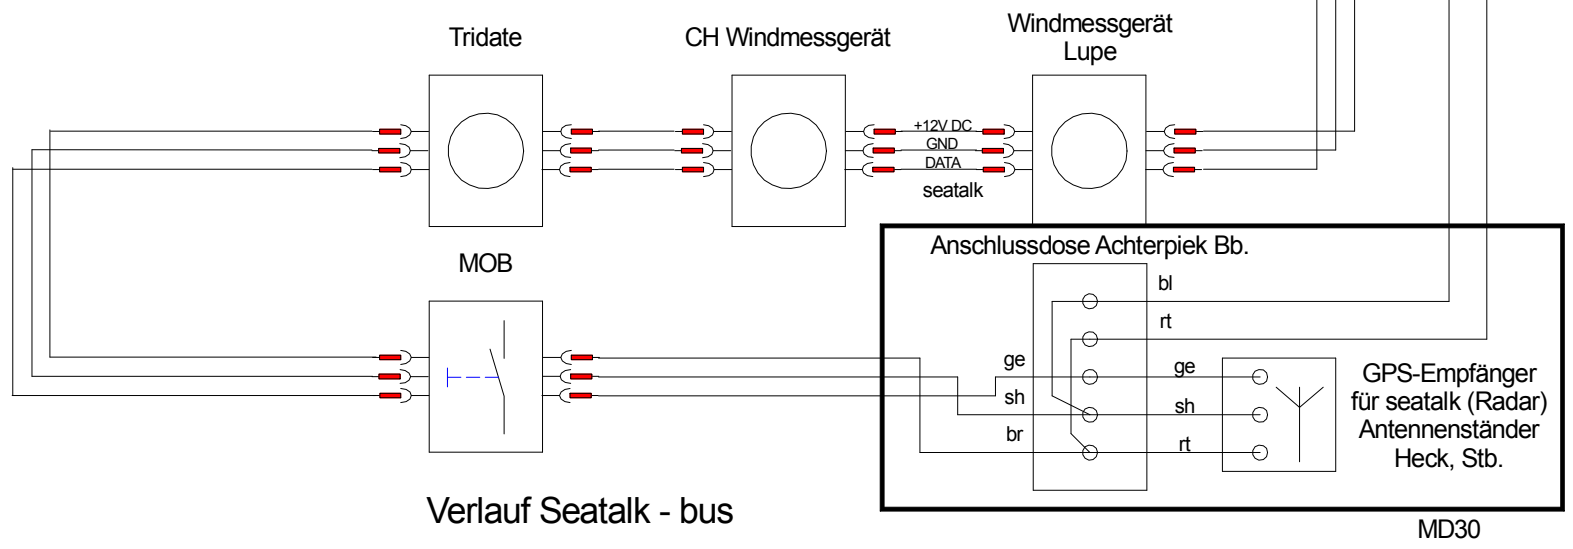 Tridate
CH Windmessgerät
Windmessgerät
Lupe
+12V DC
GND
DATA
seatalk
MOB
Anschlussdose Achterpiek Bb.
bl
rt
ge
ge
sh
sh
br
rt
GPS-Empfänger
für seatalk (Radar)
Antennenständer
Heck, Stb.
Verlauf Seatalk - bus
MD30